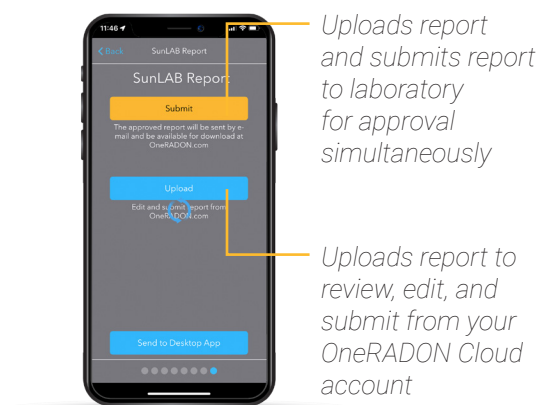 11:46
Back
SunLAB Report
SunLAB Report
Submit
The approved report will be sent by e-
mail and be available for download at
OneRADON.com
Upload
Edit and submit report from
OneRADON.com
Send to Desktop App
Uploads report
and submits report
to laboratory
for approval
simultaneously
Uploads report to
review, edit, and
submit from your
OneRADON Cloud
account